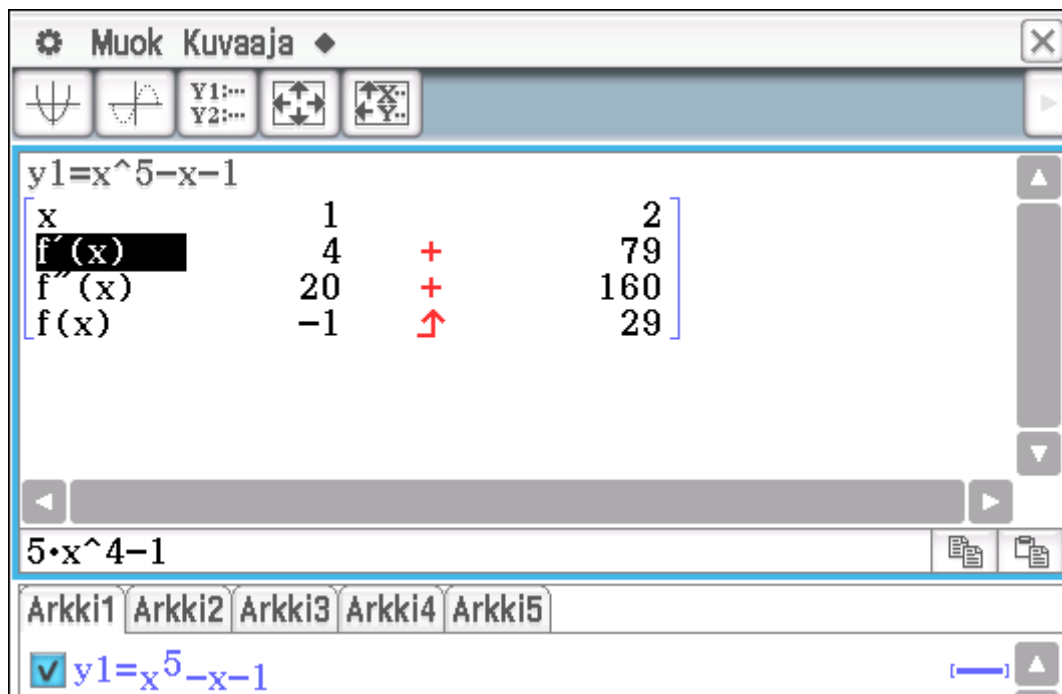 Muok Kuvaaja
Y1:···
Y2:···
X··
Y··
y1=x^5−x−1
x 1 2
f′(x) 4 + 79
f″(x) 20 + 160
f(x) −1 29
5·x^4−1
Arkki1 Arkki2 Arkki3 Arkki4 Arkki5
y1=x⁵−x−1